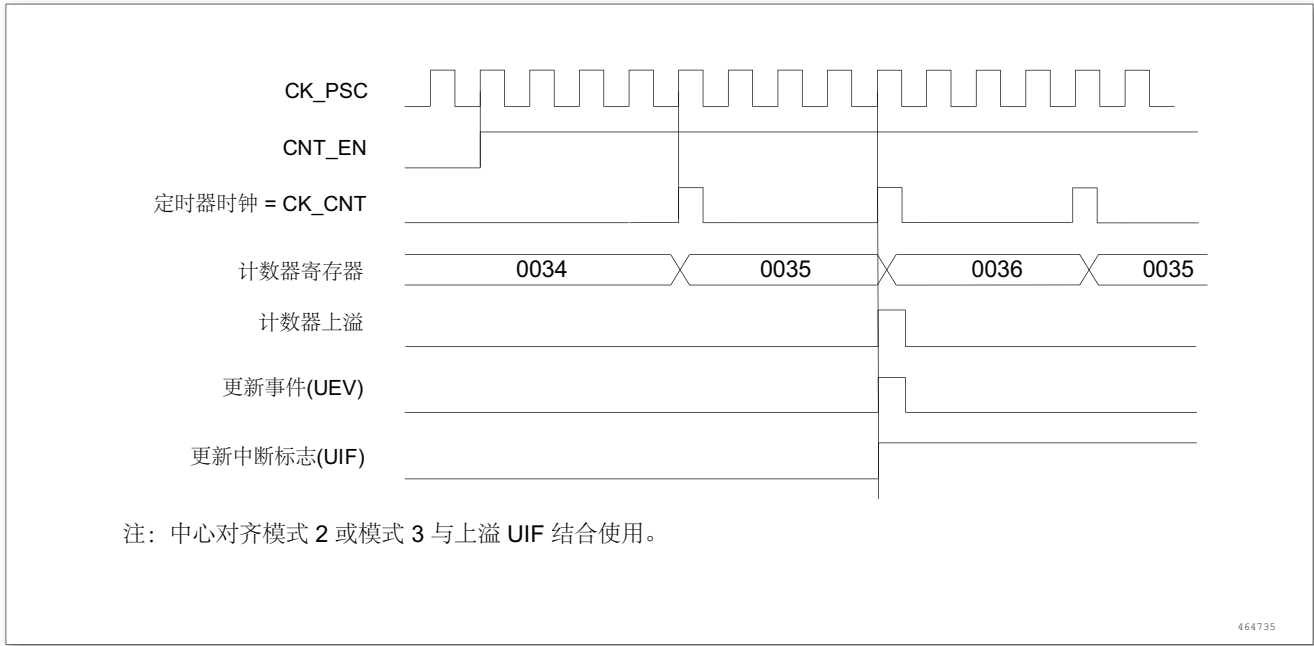 CK_PSC
CNT_EN
定时器时钟 = CK_CNT
计数器寄存器 0034 0035 0036 0035
计数器上溢
更新事件(UEV)
更新中断标志(UIF)
注：中心对齐模式 2 或模式 3 与上溢 UIF 结合使用。
464735